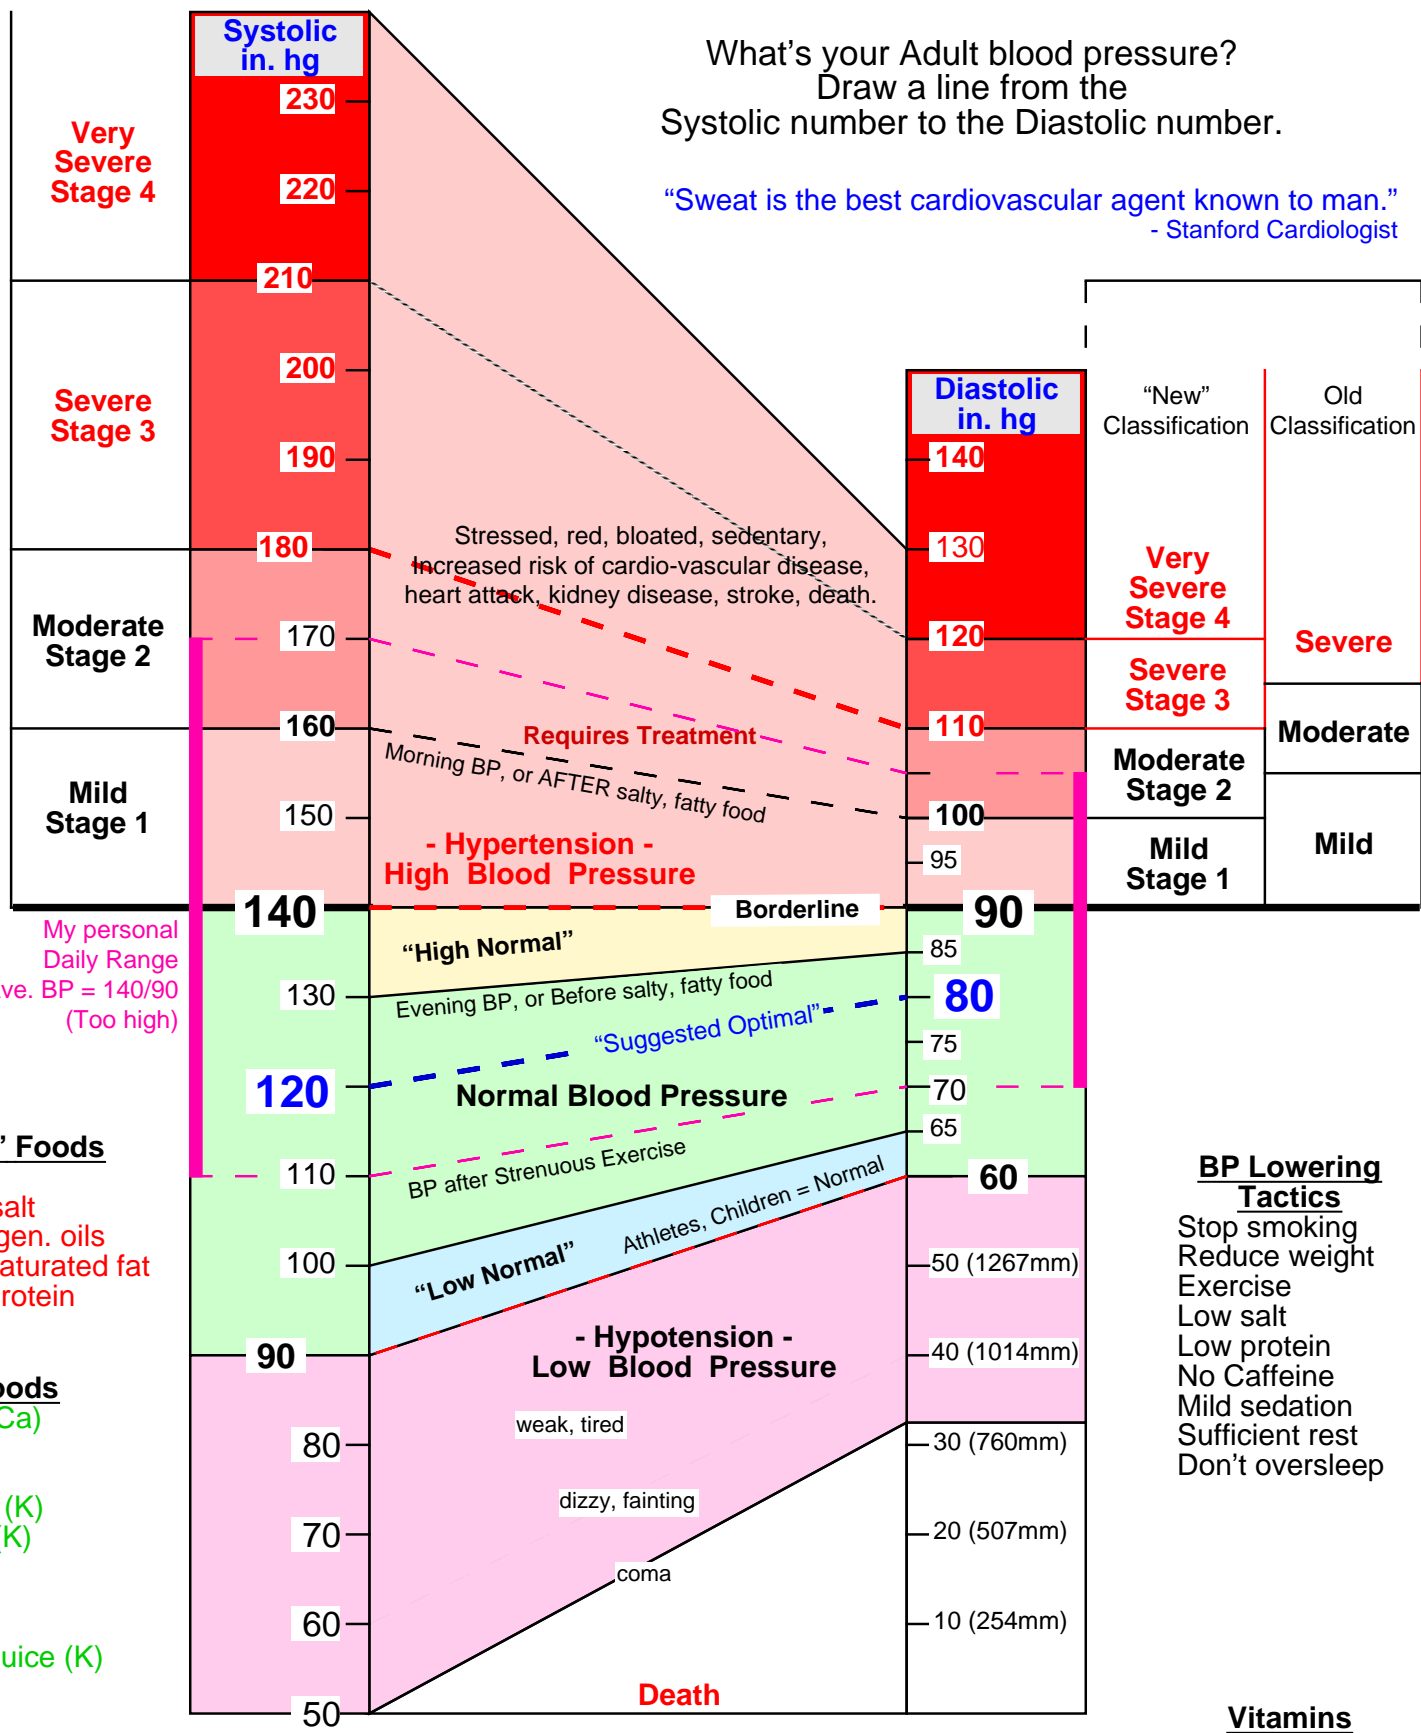 Systolic
in. hg
What's your Adult blood pressure?
Draw a line from the
Systolic number to the Diastolic number.
“Sweat is the best cardiovascular agent known to man.”
- Stanford Cardiologist
230
220
210
200
190
180
170
160
150
140
130
120
110
100
90
80
70
60
50
Very
Severe
Stage 4
Severe
Stage 3
Moderate
Stage 2
Mild
Stage 1
My personal
Daily Range
ve. BP = 140/90
(Too high)
’ Foods
salt
gen. oils
aturated fat
rotein
oods
Ca)
(K)
(K)
uice (K)
Stressed, red, bloated, sedentary,
Increased risk of cardio-vascular disease,
heart attack, kidney disease, stroke, death.
Requires Treatment
Morning BP, or AFTER salty, fatty food
- Hypertension -
High Blood Pressure
Borderline
“High Normal”
Evening BP, or Before salty, fatty food
“Suggested Optimal”
Normal Blood Pressure
BP after Strenuous Exercise
Athletes, Children = Normal
“Low Normal”
- Hypotension -
Low Blood Pressure
weak, tired
dizzy, fainting
coma
Death
Diastolic
in. hg
140
130
120
110
100
95
90
85
80
75
70
65
60
50 (1267mm)
40 (1014mm)
30 (760mm)
20 (507mm)
10 (254mm)
“New”
Classification
Very
Severe
Stage 4
Severe
Stage 3
Moderate
Stage 2
Mild
Stage 1
Old
Classification
Severe
Moderate
Mild
BP Lowering
Tactics
Stop smoking
Reduce weight
Exercise
Low salt
Low protein
No Caffeine
Mild sedation
Sufficient rest
Don’t oversleep
Vitamins